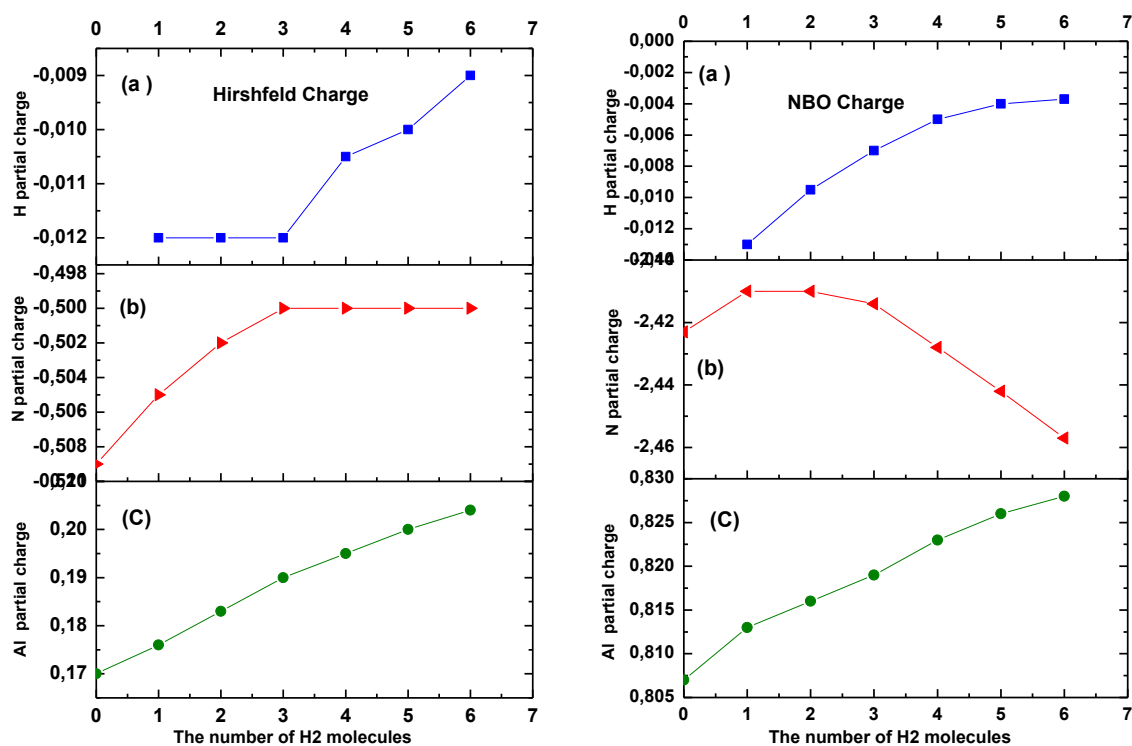 0 1 2 3 4 5 6 7
(a )
Hirshfeld Charge
H partial charge
-0,009
-0,010
-0,011
-0,012
(b)
N partial charge
-0,498
-0,500
-0,502
-0,504
-0,506
-0,508
(C)
Al partial charge
0,20
0,19
0,18
0,17
0 1 2 3 4 5 6 7
The number of H2 molecules
0 1 2 3 4 5 6 7
(a )
NBO Charge
H partial charge
0,000
-0,002
-0,004
-0,006
-0,008
-0,010
-0,012
(b)
N partial charge
-2,42
-2,44
-2,46
(C)
Al partial charge
0,830
0,825
0,820
0,815
0,810
0,805
0 1 2 3 4 5 6 7
The number of H2 molecules